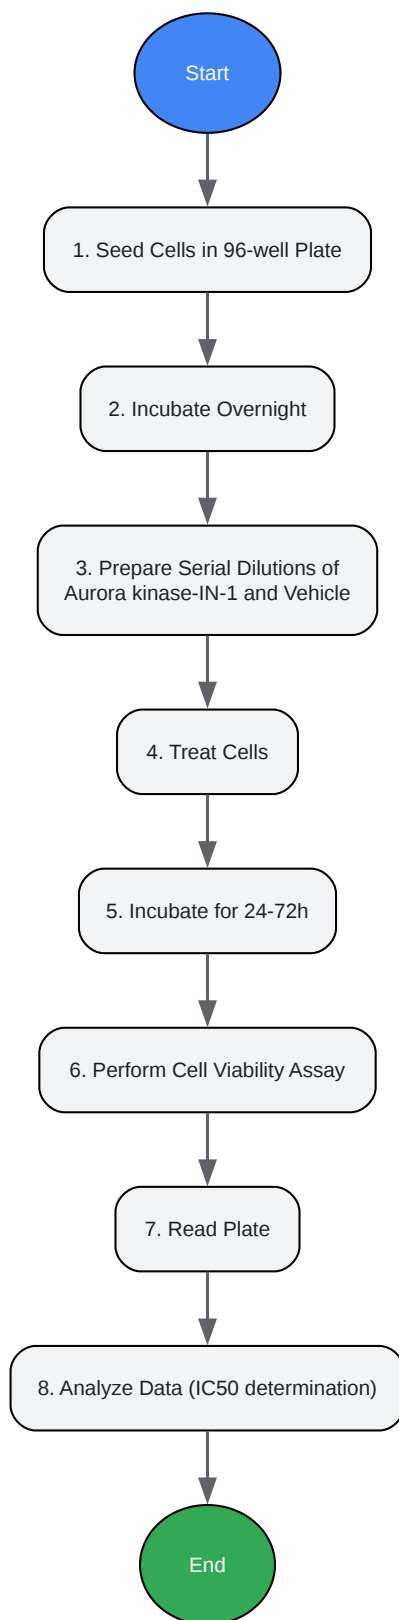 Start
1. Seed Cells in 96-well Plate
2. Incubate Overnight
3. Prepare Serial Dilutions of
Aurora kinase-IN-1 and Vehicle
4. Treat Cells
5. Incubate for 24-72h
6. Perform Cell Viability Assay
7. Read Plate
8. Analyze Data (IC50 determination)
End